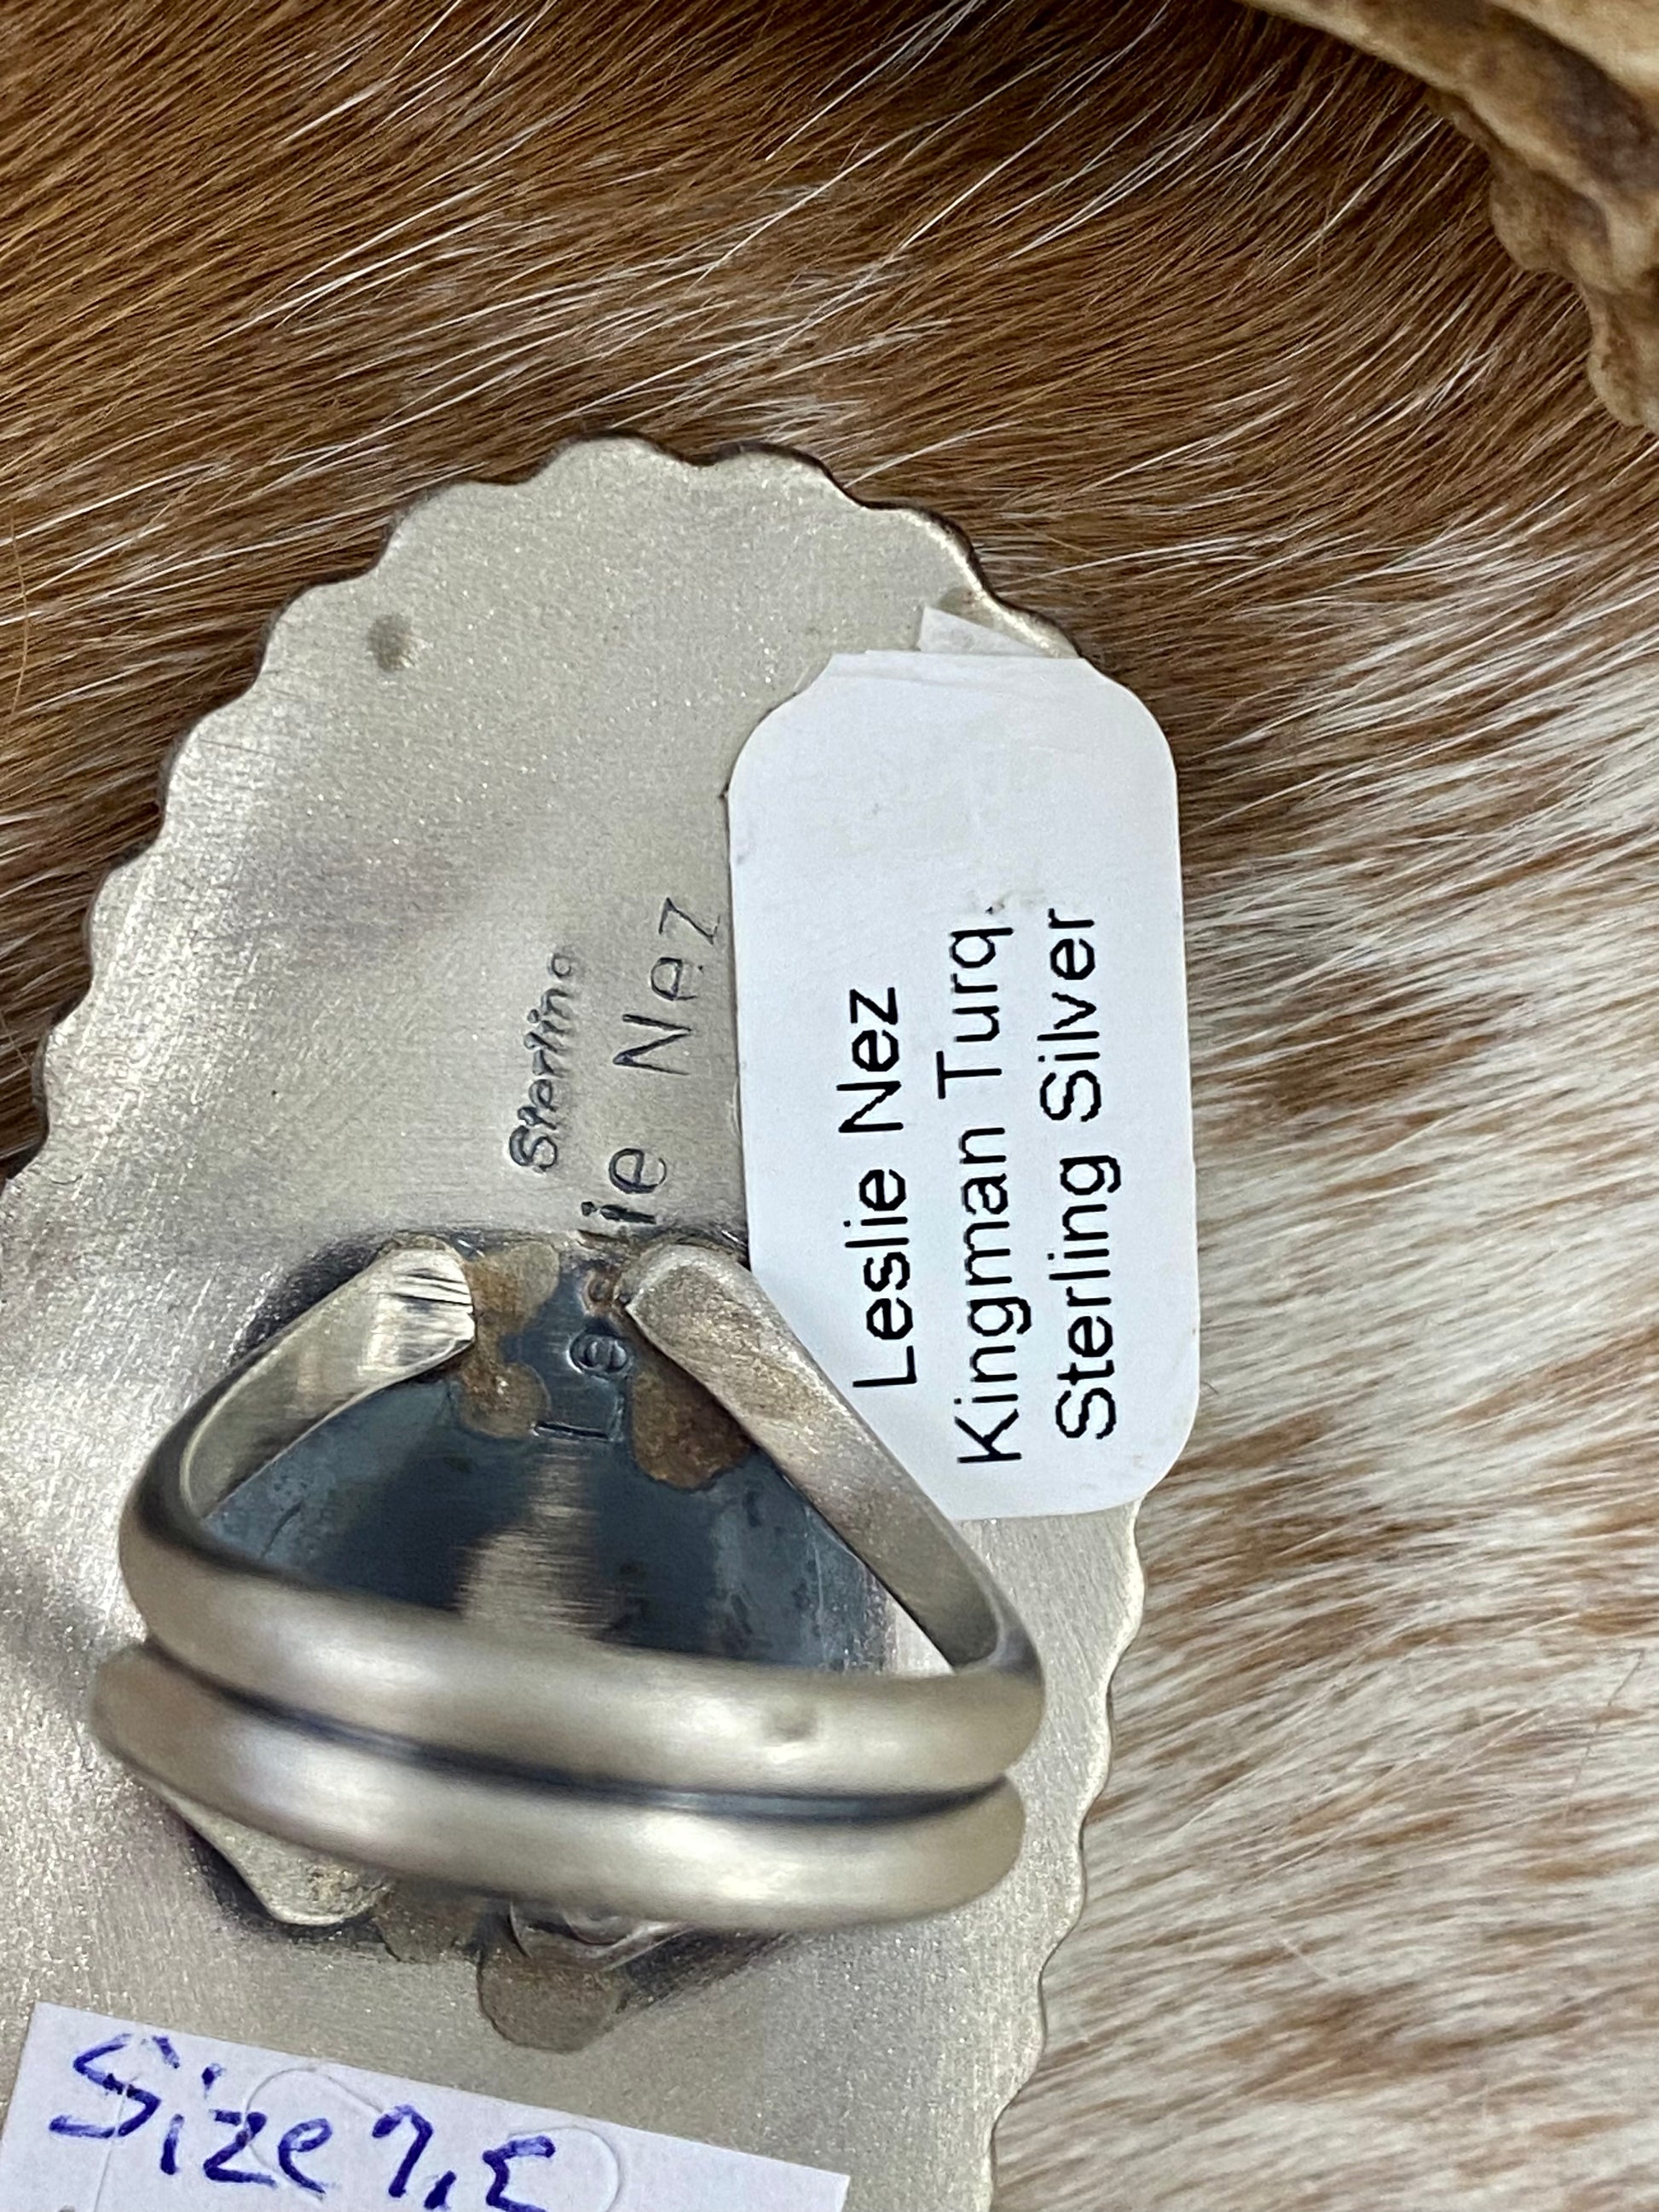 Sterling
Leslie Nez
Leslie Nez
Kingman Turq.
Sterling Silver
Size 7.5